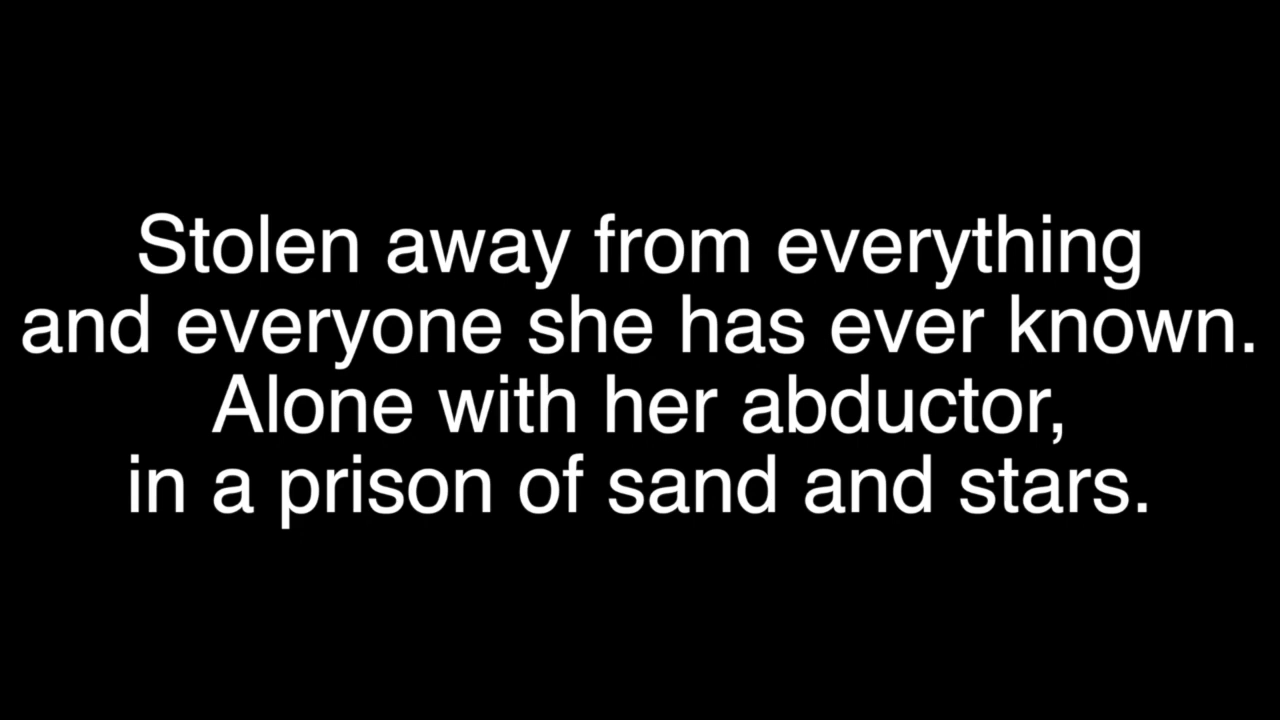 Stolen away from everything
and everyone she has ever known.
Alone with her abductor,
in a prison of sand and stars.